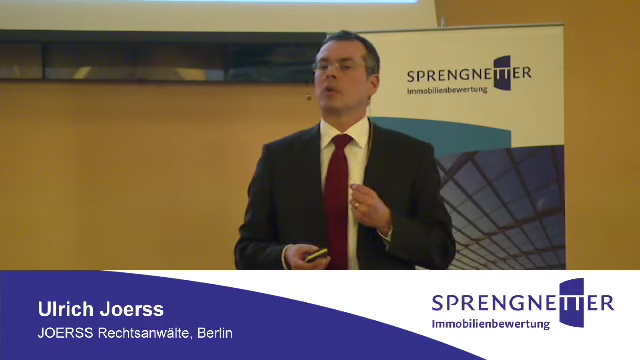 SPRENGNETTER
Immobilienbewertung
Ulrich Joerss
JOERSS Rechtsanwälte, Berlin
SPRENGNETTER
Immobilienbewertung